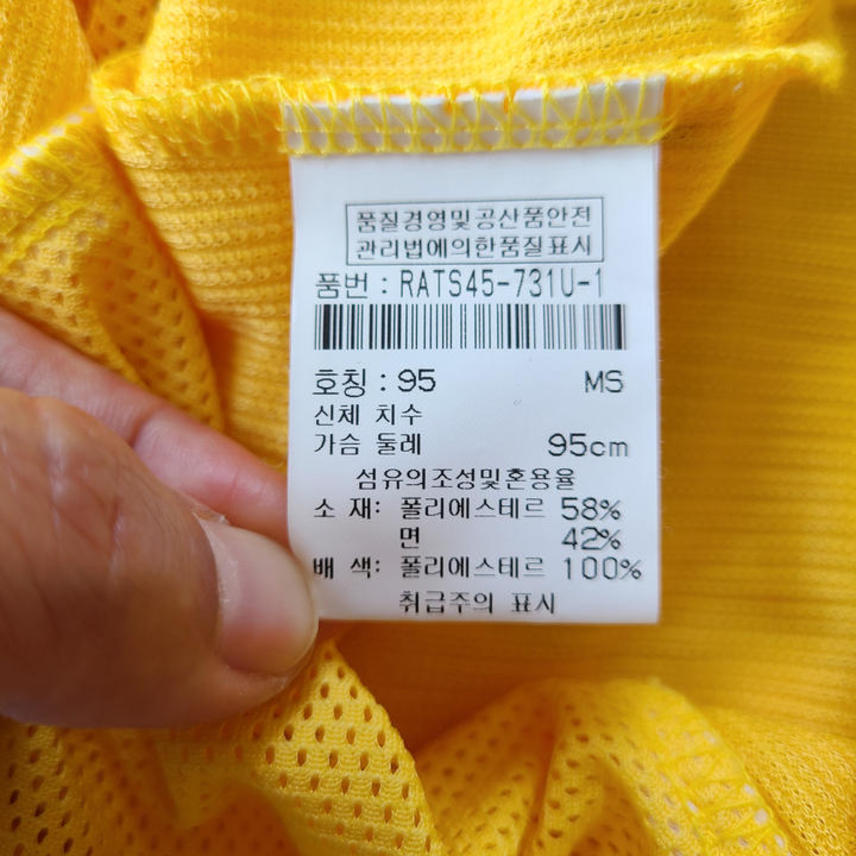 품질경영및공산품안전
관리법에의한품질표시
품번 : RATS45-731U-1
호칭 : 95 MS
신체 치수
가슴 둘레 95cm
섬유의조성및혼용율
소 재: 폴리에스테르 58%
면 42%
배 색: 폴리에스테르 100%
취급주의 표시